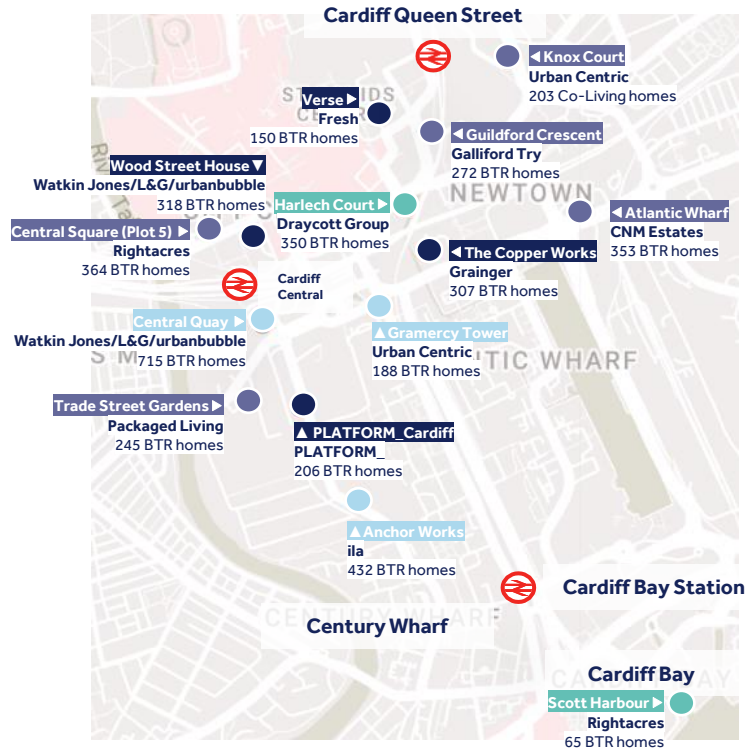 Cardiff Queen Street
◀ Knox Court
Urban Centric
203 Co-Living homes
Verse ▶
Fresh
150 BTR homes
◀ Guildford Crescent
Galliford Try
272 BTR homes
NEWTOWN
Wood Street House ▼
Watkin Jones/L&G/urbanbubble
318 BTR homes
Harlech Court ▶
Draycott Group
350 BTR homes
◀ Atlantic Wharf
CNM Estates
353 BTR homes
Central Square (Plot 5) ▶
Rightacres
364 BTR homes
◀ The Copper Works
Grainger
307 BTR homes
Cardiff
Central
Central Quay ▶
Watkin Jones/L&G/urbanbubble
715 BTR homes
▲ Gramercy Tower
Urban Centric
188 BTR homes
TIC WHARF
Trade Street Gardens ▶
Packaged Living
245 BTR homes
▲ PLATFORM_Cardiff
PLATFORM_
206 BTR homes
▲ Anchor Works
ila
432 BTR homes
Cardiff Bay Station
CENTURY WHARF
Century Wharf
Cardiff Bay
Scott Harbour ▶
Rightacres
65 BTR homes